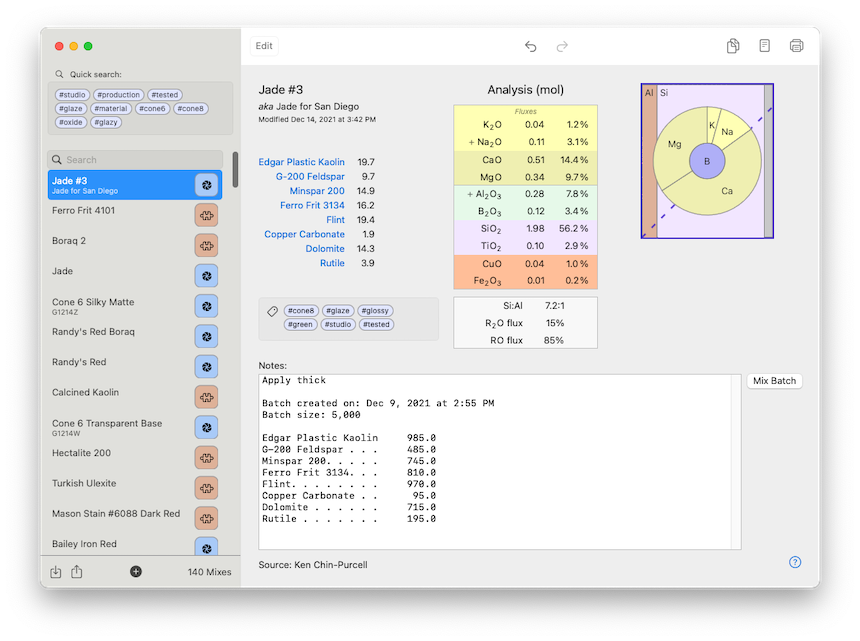 Quick search:
#studio #production #tested
#glaze #material #cone6 #cone8
#oxide #glazy
Search
Jade #3
Jade for San Diego
Ferro Frit 4101
Boraq 2
Jade
Cone 6 Silky Matte
G1214Z
Randy's Red Boraq
Randy's Red
Calcined Kaolin
Cone 6 Transparent Base
G1214W
Hectalite 200
Turkish Ulexite
Mason Stain #6088 Dark Red
Bailey Iron Red
140 Mixes
Edit
Jade #3
aka Jade for San Diego
Modified Dec 14, 2021 at 3:42 PM
Edgar Plastic Kaolin 19.7
G-200 Feldspar 9.7
Minspar 200 14.9
Ferro Frit 3134 16.2
Flint 19.4
Copper Carbonate 1.9
Dolomite 14.3
Rutile 3.9
#cone8 #glaze #glossy
#green #studio #tested
Analysis (mol)
Fluxes
K₂O 0.04 1.2%
+ Na₂O 0.11 3.1%
CaO 0.51 14.4%
MgO 0.34 9.7%
+ Al₂O₃ 0.28 7.8%
B₂O₃ 0.12 3.4%
SiO₂ 1.98 56.2%
TiO₂ 0.10 2.9%
CuO 0.04 1.0%
Fe₂O₃ 0.01 0.2%
Si:Al 7.2:1
R₂O flux 15%
RO flux 85%
Al Si
K Na
Mg
B
Ca
Notes:
Apply thick
Batch created on: Dec 9, 2021 at 2:55 PM
Batch size: 5,000
Edgar Plastic Kaolin 985.0
G-200 Feldspar . . . 485.0
Minspar 200. . . . . 745.0
Ferro Frit 3134. . . 810.0
Flint. . . . . . . . 970.0
Copper Carbonate . . 95.0
Dolomite . . . . . . 715.0
Rutile . . . . . . . 195.0
Mix Batch
Source: Ken Chin-Purcell
?